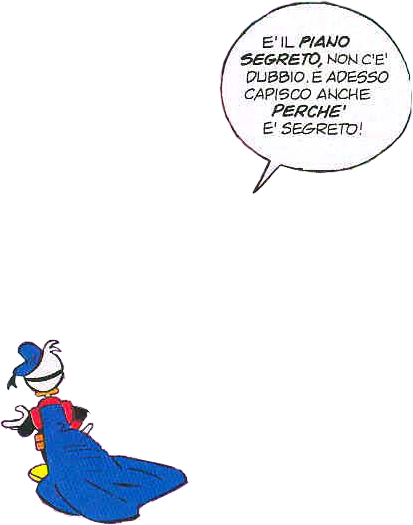 E' IL PIANO
SEGRETO, NON C'E'
DUBBIO. E ADESSO
CAPISCO ANCHE
PERCHE'
E' SEGRETO!